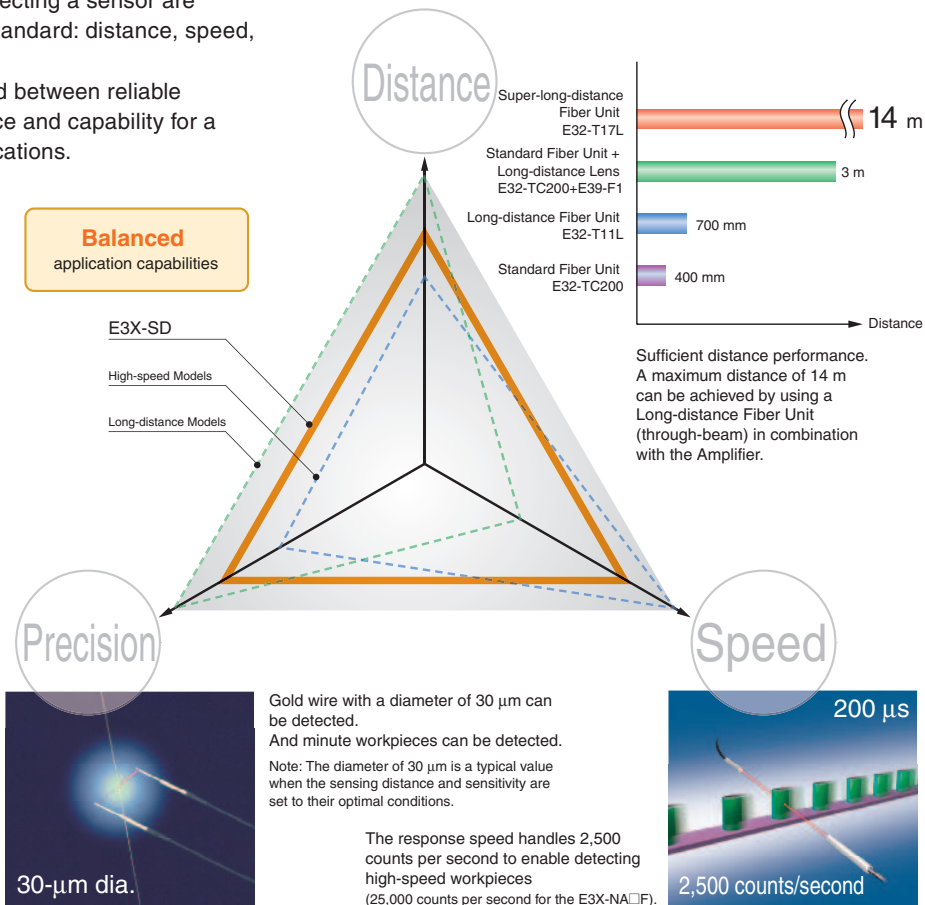 ecting a sensor are
andard: distance, speed,
d between reliable
ce and capability for a
cations.
Distance
Balanced
application capabilities
E3X-SD
High-speed Models
Long-distance Models
Super-long-distance
Fiber Unit
E32-T17L
14 m
Standard Fiber Unit +
Long-distance Lens
E32-TC200+E39-F1
3 m
Long-distance Fiber Unit
E32-T11L
700 mm
Standard Fiber Unit
E32-TC200
400 mm
Distance
Sufficient distance performance.
A maximum distance of 14 m
can be achieved by using a
Long-distance Fiber Unit
(through-beam) in combination
with the Amplifier.
Precision
Speed
30-µm dia.
Gold wire with a diameter of 30 µm can
be detected.
And minute workpieces can be detected.
Note: The diameter of 30 µm is a typical value
when the sensing distance and sensitivity are
set to their optimal conditions.
The response speed handles 2,500
counts per second to enable detecting
high-speed workpieces
(25,000 counts per second for the E3X-NA□F).
200 µs
2,500 counts/second